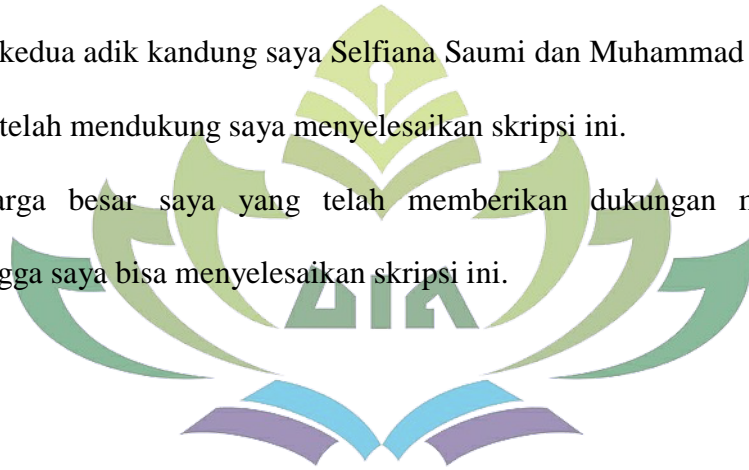 kedua adik kandung saya Selfiana Saumi dan Muhammad
telah mendukung saya menyelesaikan skripsi ini.
arga besar saya yang telah memberikan dukungan
ngga saya bisa menyelesaikan skripsi ini.